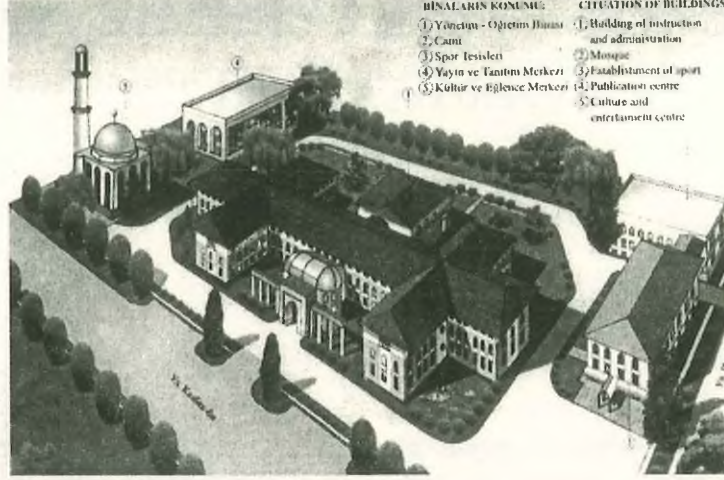 BİNALARIN KONUMU:
1 Yönetim - Öğretim Binası
2 Cami
3 Spor Tesisleri
4 Yayın ve Tanıtım Merkezi
5 Kültür ve Eğlence Merkezi
CITUATION OF BUILDINGS
1 Building of instruction
and administration
2 Mosque
3 Establistment of sport
4 Publication centre
5 Culture and
entertaiment centre